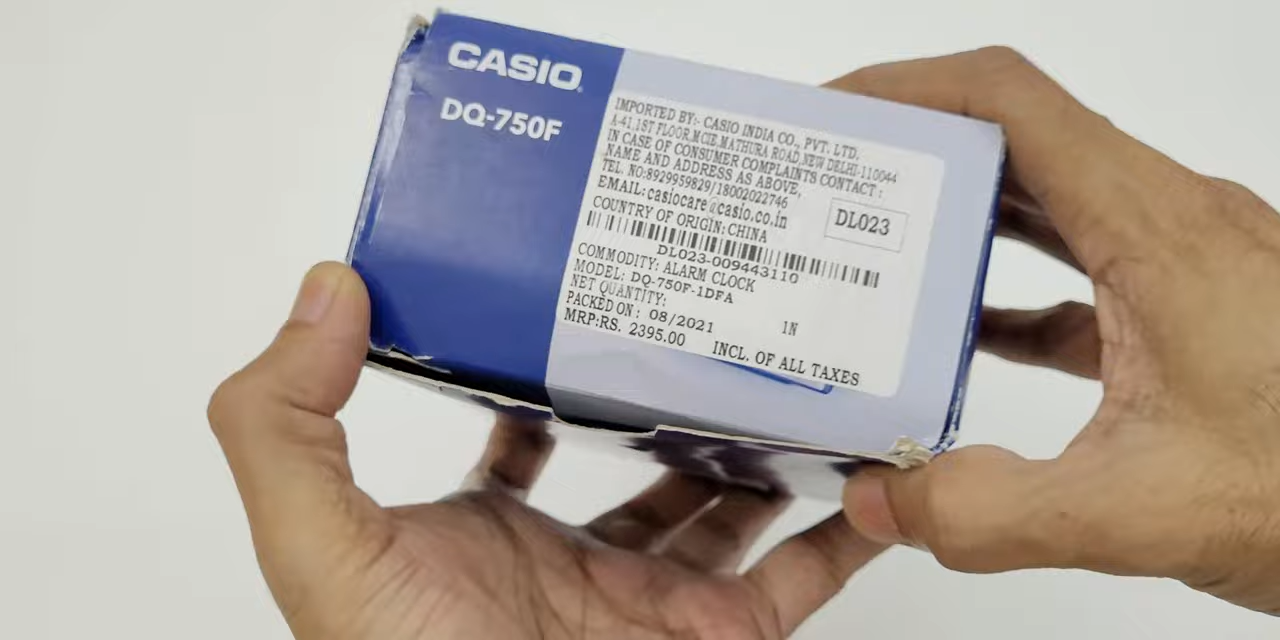 CASIO
DQ-750F
IMPORTED BY:- CASIO INDIA CO., PVT. LTD.
A-41,1ST FLOOR,MCIE,MATHURA ROAD,NEW DELHI-110044
IN CASE OF CONSUMER COMPLAINTS CONTACT :
NAME AND ADDRESS AS ABOVE,
TEL. NO:8929959829/18002022746
EMAIL:casiocare@casio.co.in
DL023
COUNTRY OF ORIGIN:CHINA
DL023-009443110
COMMODITY: ALARM CLOCK
MODEL: DQ-750F-1DFA
NET QUANTITY: 1N
PACKED ON: 08/2021
MRP:RS. 2395.00 INCL. OF ALL TAXES